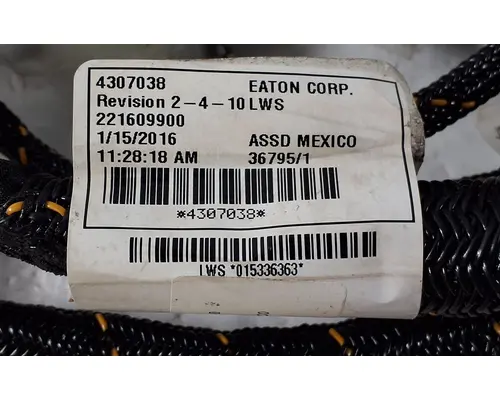 4307038 EATON CORP.
Revision 2-4-10 LWS
221609900
1/15/2016 ASSD MEXICO
11:28:18 AM 36795/1
*4307038*
LWS *015336363*